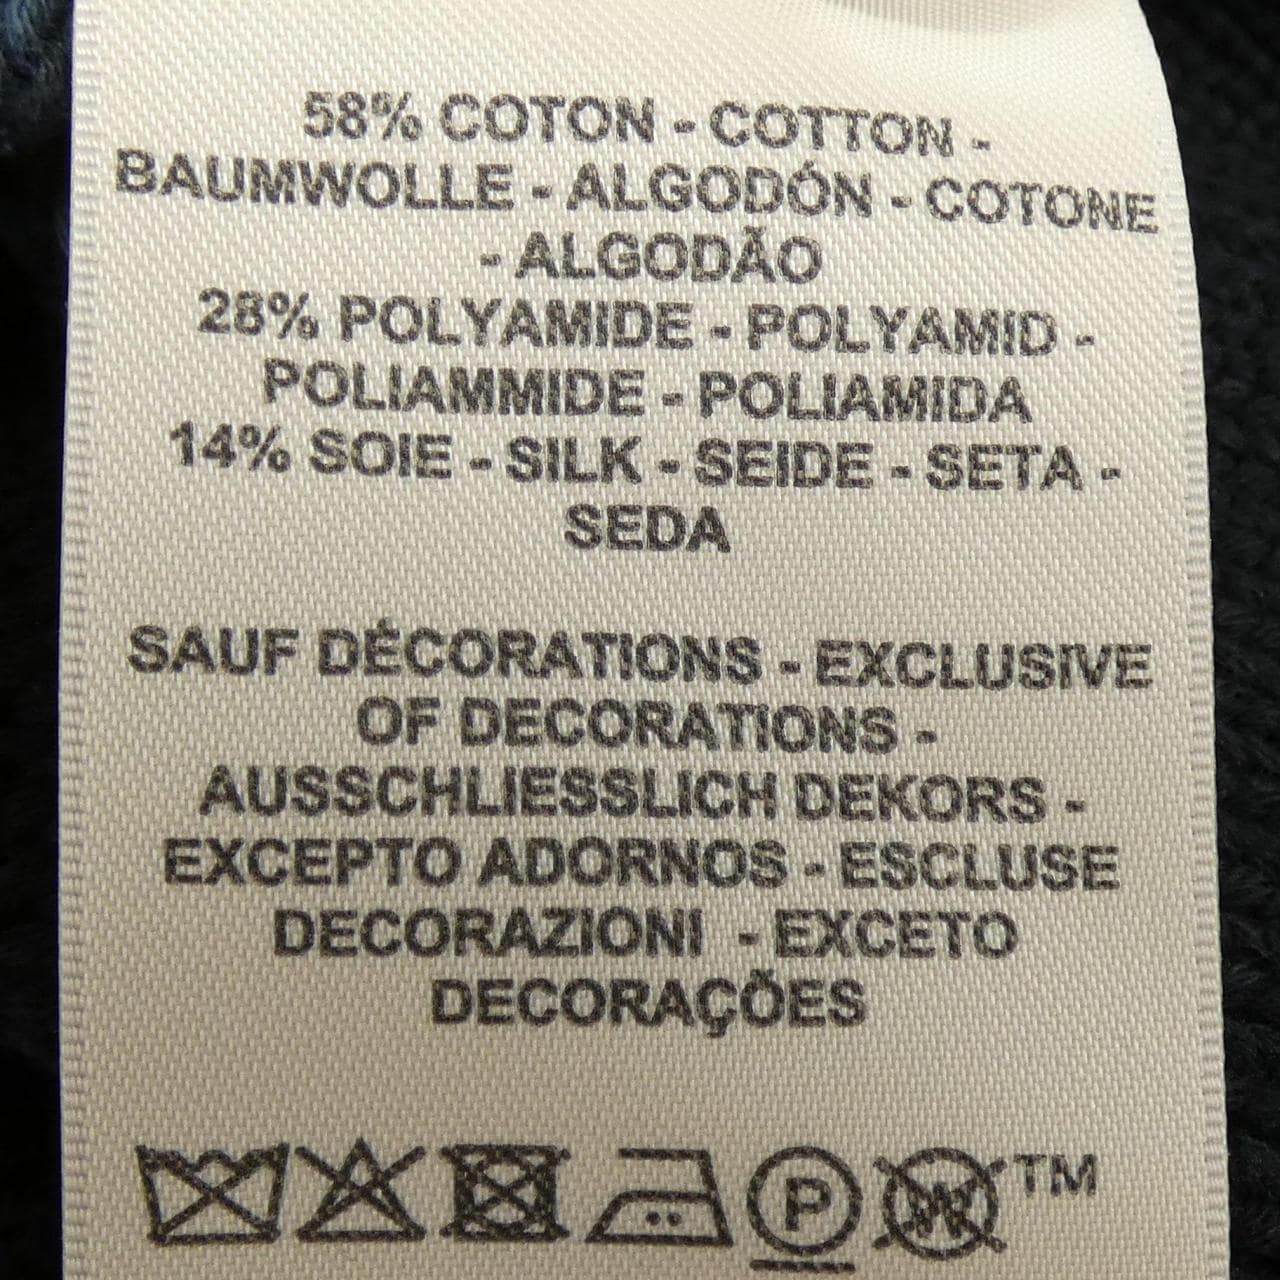 58% COTON - COTTON -
BAUMWOLLE - ALGODÓN - COTONE
- ALGODÃO
28% POLYAMIDE - POLYAMID -
POLIAMMIDE - POLIAMIDA
14% SOIE - SILK - SEIDE - SETA -
SEDA
SAUF DÉCORATIONS - EXCLUSIVE
OF DECORATIONS -
AUSSCHLIESSLICH DEKORS -
EXCEPTO ADORNOS - ESCLUSE
DECORAZIONI - EXCETO
DECORAÇÕES
P W TM